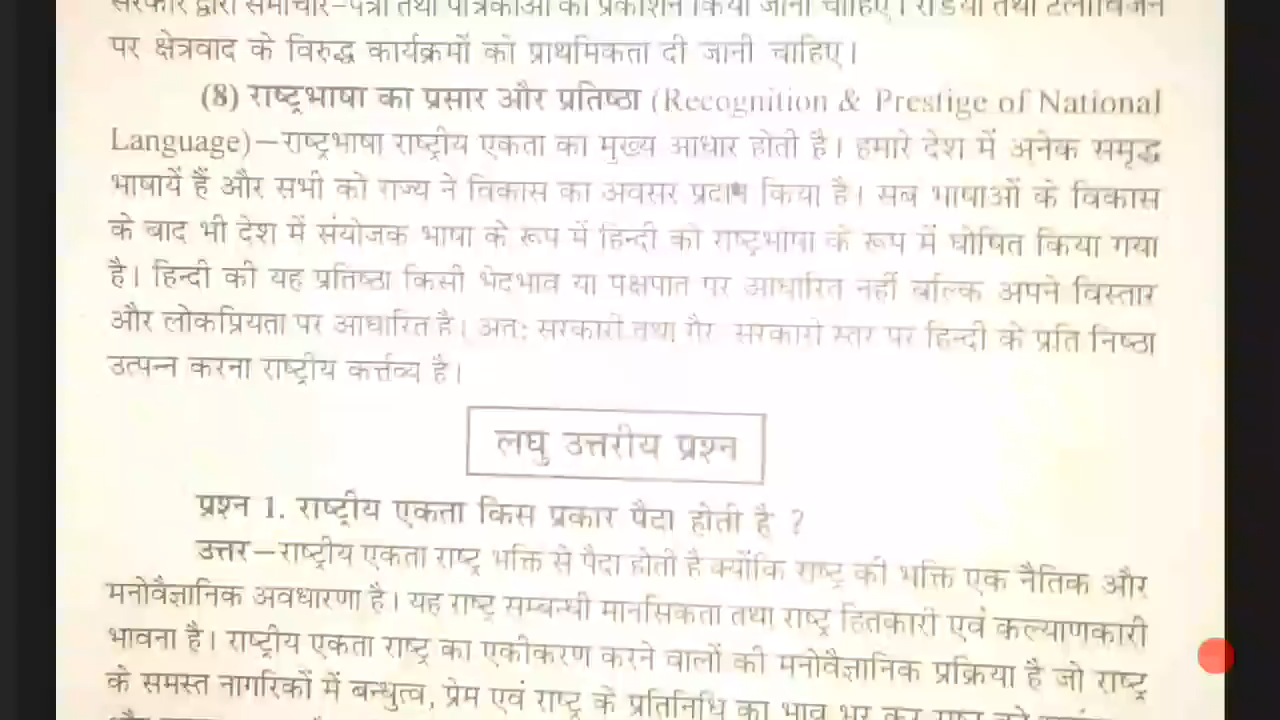 सरकार द्वारा समाचार-पत्रों तथा पत्रिकाओं का प्रकाशन किया जाना चाहिए। रेडियो तथा टेलीविजन
पर क्षेत्रवाद के विरुद्ध कार्यक्रमों को प्राथमिकता दी जानी चाहिए।
(8) राष्ट्रभाषा का प्रसार और प्रतिष्ठा (Recognition & Prestige of National
Language)—राष्ट्रभाषा राष्ट्रीय एकता का मुख्य आधार होती है। हमारे देश में अनेक समृद्ध
भाषायें हैं और सभी को राज्य ने विकास का अवसर प्रदान किया है। सब भाषाओं के विकास
के बाद भी देश में संयोजक भाषा के रूप में हिन्दी को राष्ट्रभाषा के रूप में घोषित किया गया
है। हिन्दी की यह प्रतिष्ठा किसी भेदभाव या पक्षपात पर आधारित नहीं बल्कि अपने विस्तार
और लोकप्रियता पर आधारित है। अतः सरकारी तथा गैर सरकारी स्तर पर हिन्दी के प्रति निष्ठा
उत्पन्न करना राष्ट्रीय कर्त्तव्य है।
लघु उत्तरीय प्रश्न
प्रश्न 1. राष्ट्रीय एकता किस प्रकार पैदा होती है ?
उत्तर—राष्ट्रीय एकता राष्ट्र भक्ति से पैदा होती है क्योंकि राष्ट्र की भक्ति एक नैतिक और
मनोवैज्ञानिक अवधारणा है। यह राष्ट्र सम्बन्धी मानसिकता तथा राष्ट्र हितकारी एवं कल्याणकारी
भावना है। राष्ट्रीय एकता राष्ट्र का एकीकरण करने वालों की मनोवैज्ञानिक प्रक्रिया है जो राष्ट्र
के समस्त नागरिकों में बन्धुत्व, प्रेम एवं राष्ट्र के प्रतिनिधि का भाव भर कर